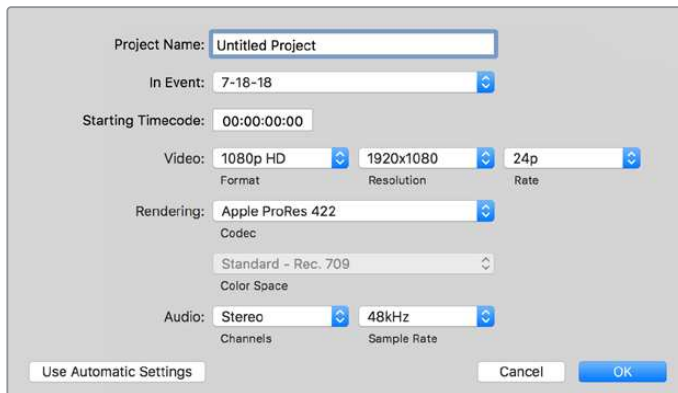 Project Name: Untitled Project
In Event: 7-18-18
Starting Timecode: 00:00:00:00
Video: 1080p HD 1920x1080 24p
Format Resolution Rate
Rendering: Apple ProRes 422
Codec
Standard - Rec. 709
Color Space
Audio: Stereo 48kHz
Channels Sample Rate
Use Automatic Settings Cancel OK